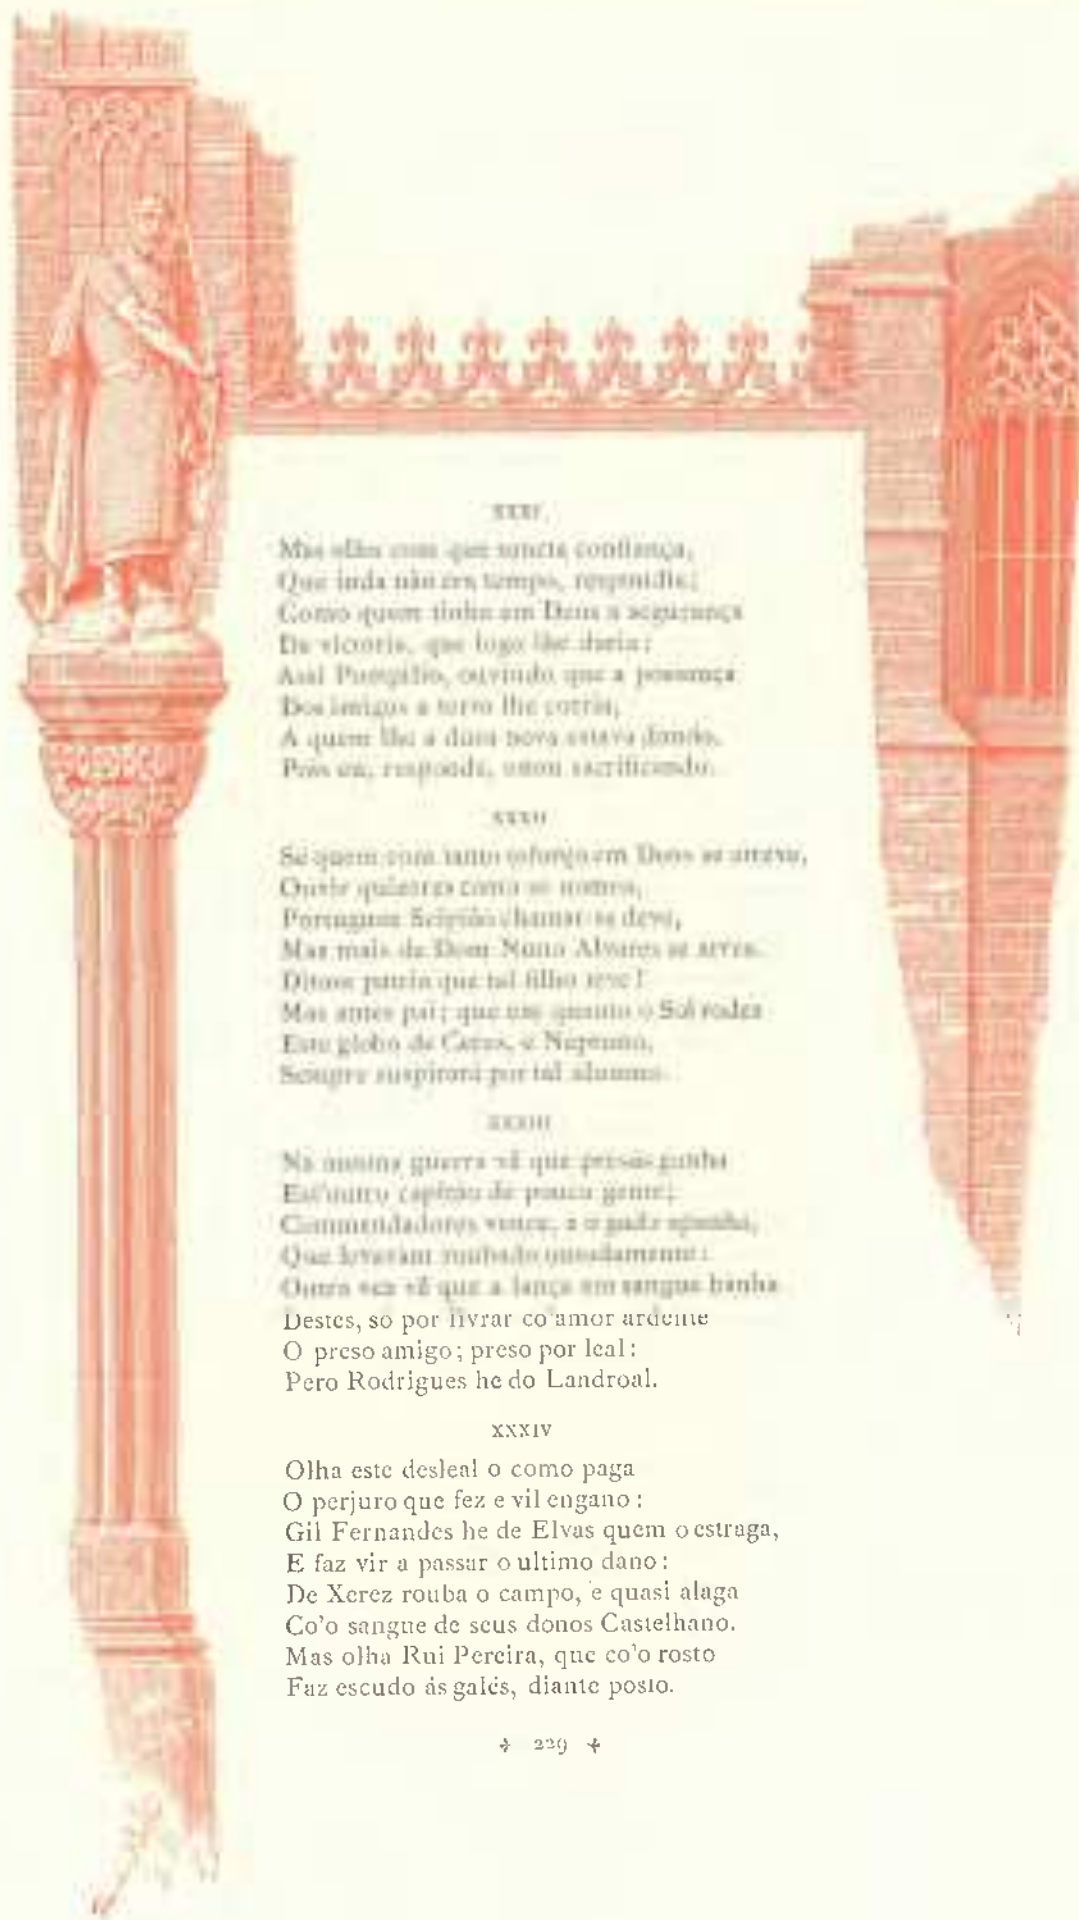 XXXI
Mas olha com que sancta confiança,
Que inda não era tempo, respondia;
Como quem tinha em Deos a segurança
Da victoria, que logo lhe daria:
Assi Pompilio, ouvindo que a possança
Dos imigos a terra lhe corria,
A quem lhe a dura nova estava dando,
Pois eu, responde, estou sacrificando.
XXXII
Se quem com tanto esforço em Deos se atreve,
Ouvir quizeres como se nomea,
Portuguez Scipião chamar-se deve,
Mas mais de Dom Nuno Alvares se arrea.
Ditosa patria que tal filho teve!
Mas antes pai; que em quanto o Sol rodea
Este globo de Ceres, e Neptuno,
Sempre suspirará por tal alumno.
XXXIII
Na mesma guerra vê que presas ganha
Est'outro capitão de pouca gente;
Commendadores vence, e o gado apanha,
Que levavam roubado ousadamente:
Outra vez vê que a lança em sangue banha
Destes, so por livrar co'amor ardente
O preso amigo; preso por leal:
Pero Rodrigues he do Landroal.
XXXIV
Olha este desleal o como paga
O perjuro que fez e vil engano:
Gil Fernandes he de Elvas quem o estraga,
E faz vir a passar o ultimo dano:
De Xerez rouba o campo, e quasi alaga
Co'o sangue de seus donos Castelhano.
Mas olha Rui Pereira, que co'o rosto
Faz escudo ás galés, diante posto.
229